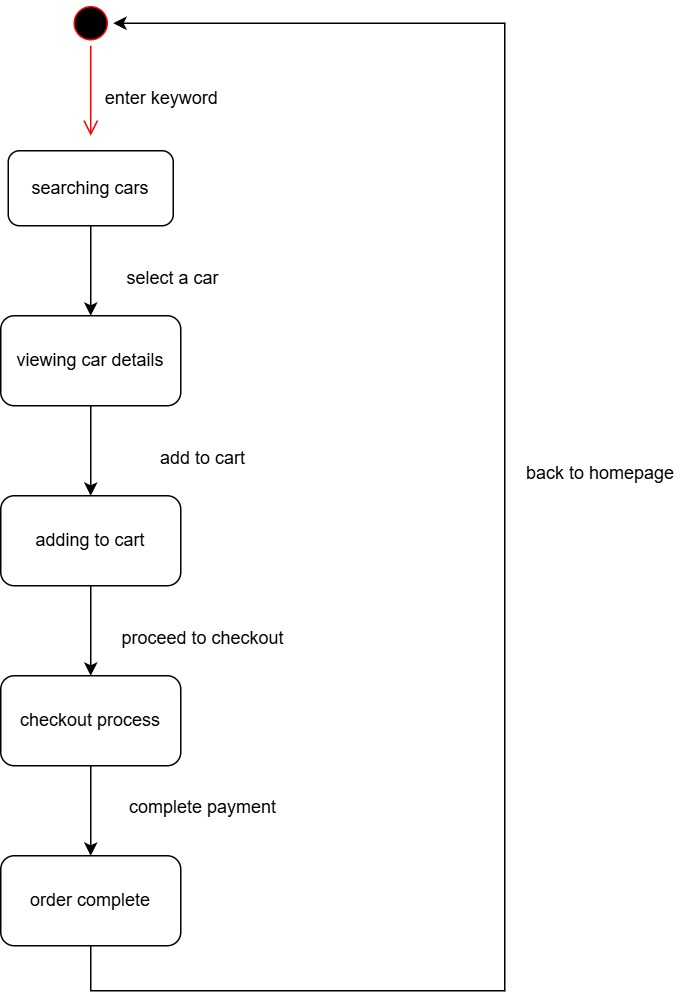 enter keyword
searching cars
select a car
viewing car details
add to cart
back to homepage
adding to cart
proceed to checkout
checkout process
complete payment
order complete